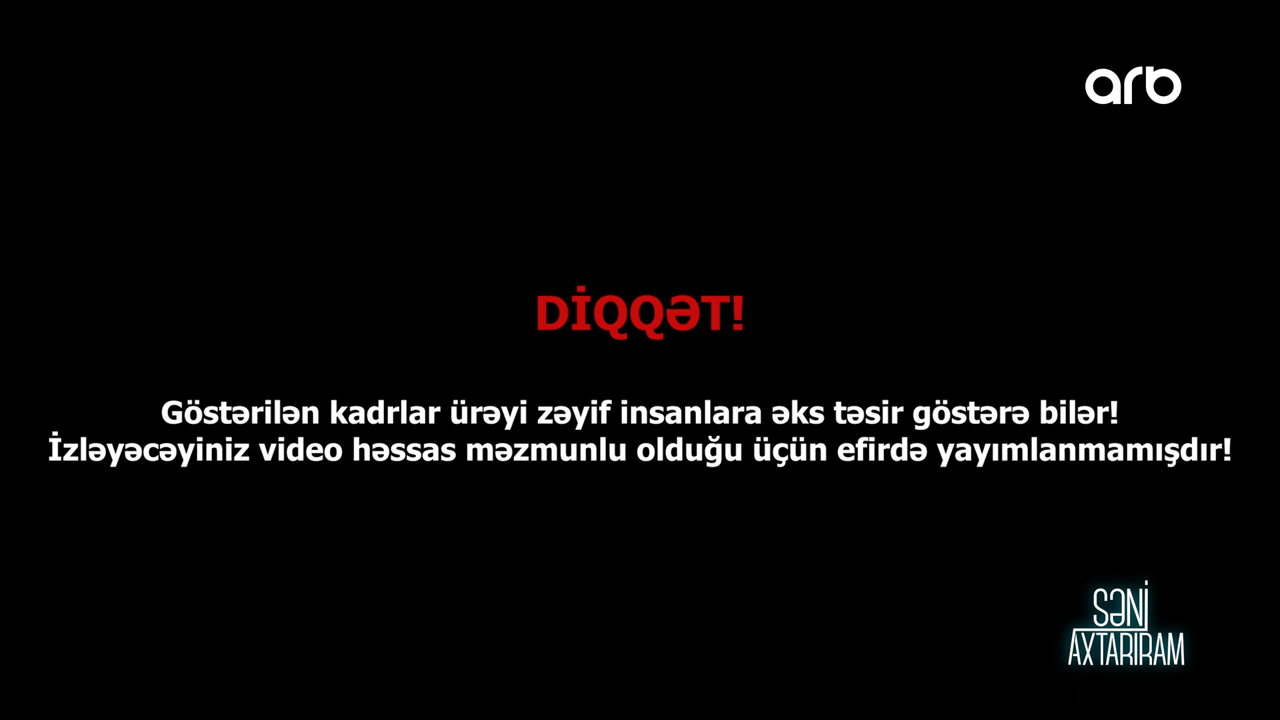 arb
DİQQƏT!
Göstərilən kadrlar ürəyi zəyif insanlara əks təsir göstərə bilər!
İzləyəcəyiniz video həssas məzmunlu olduğu üçün efirdə yayımlanmamışdır!
SƏNİ
AXTARIRAM